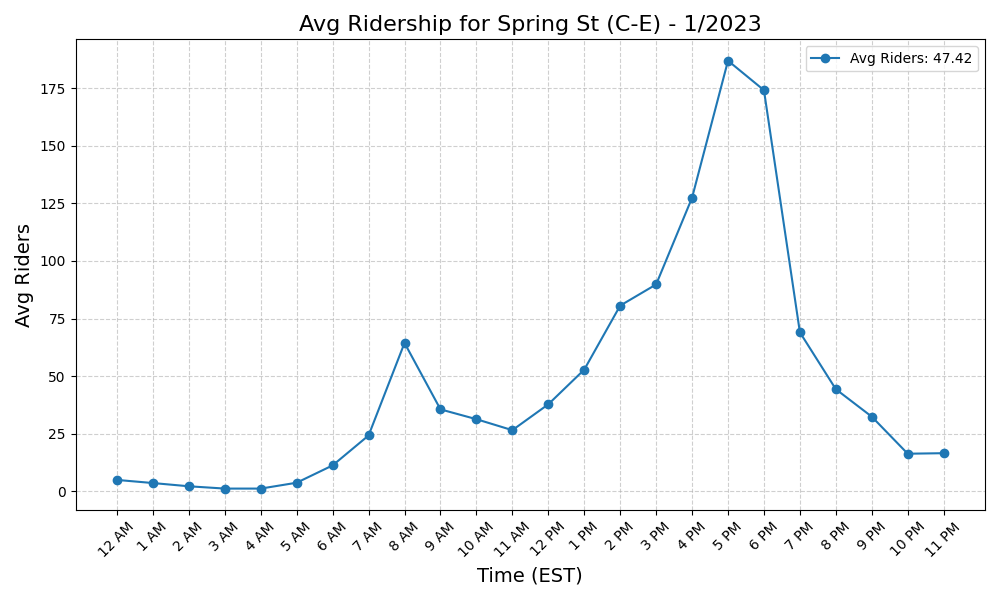 Avg Ridership for Spring St (C-E) - 1/2023
Avg Riders: 47.42
Avg Riders
175
150
125
100
75
50
25
0
12 AM
1 AM
2 AM
3 AM
4 AM
5 AM
6 AM
7 AM
8 AM
9 AM
10 AM
11 AM
12 PM
1 PM
2 PM
3 PM
4 PM
5 PM
6 PM
7 PM
8 PM
9 PM
10 PM
11 PM
Time (EST)